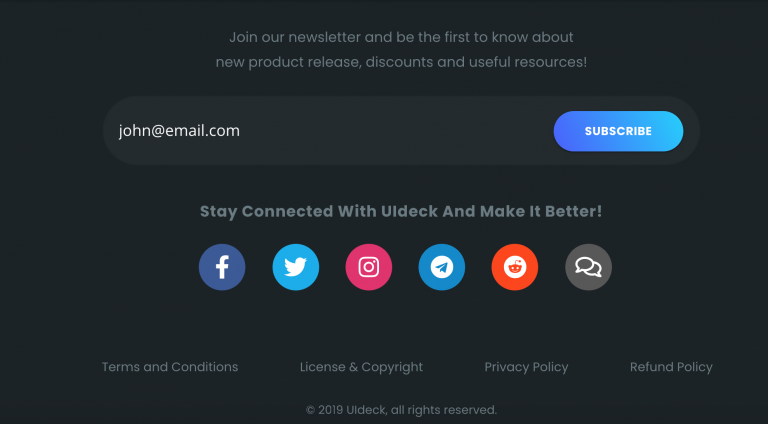 Join our newsletter and be the first to know about
new product release, discounts and useful resources!
john@email.com
SUBSCRIBE
Stay Connected With UIdeck And Make It Better!
Terms and Conditions
License & Copyright
Privacy Policy
Refund Policy
© 2019 UIdeck, all rights reserved.